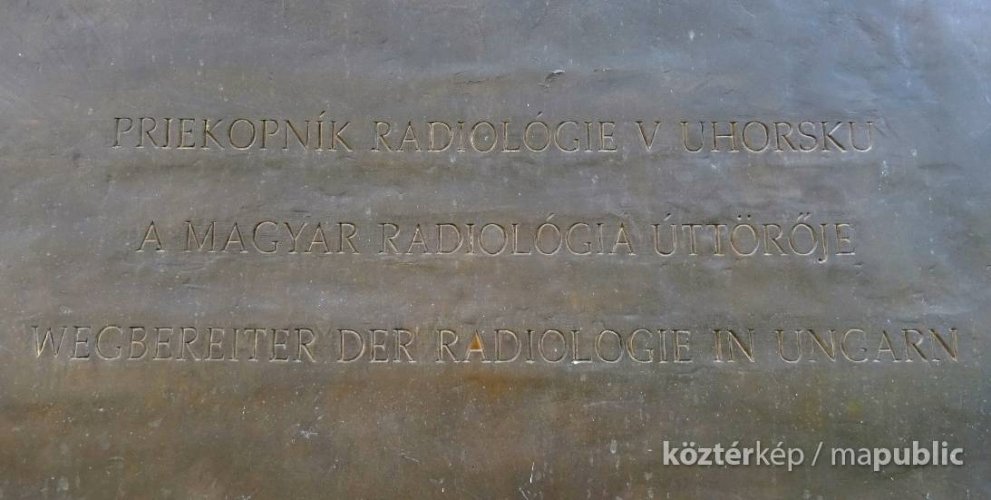 PRIEKOPNÍK RADIOLÓGIE V UHORSKU
A MAGYAR RADIOLÓGIA ÚTTÖRŐJE
WEGBEREITER DER RADIOLOGIE IN UNGARN
köztérkép / mapublic